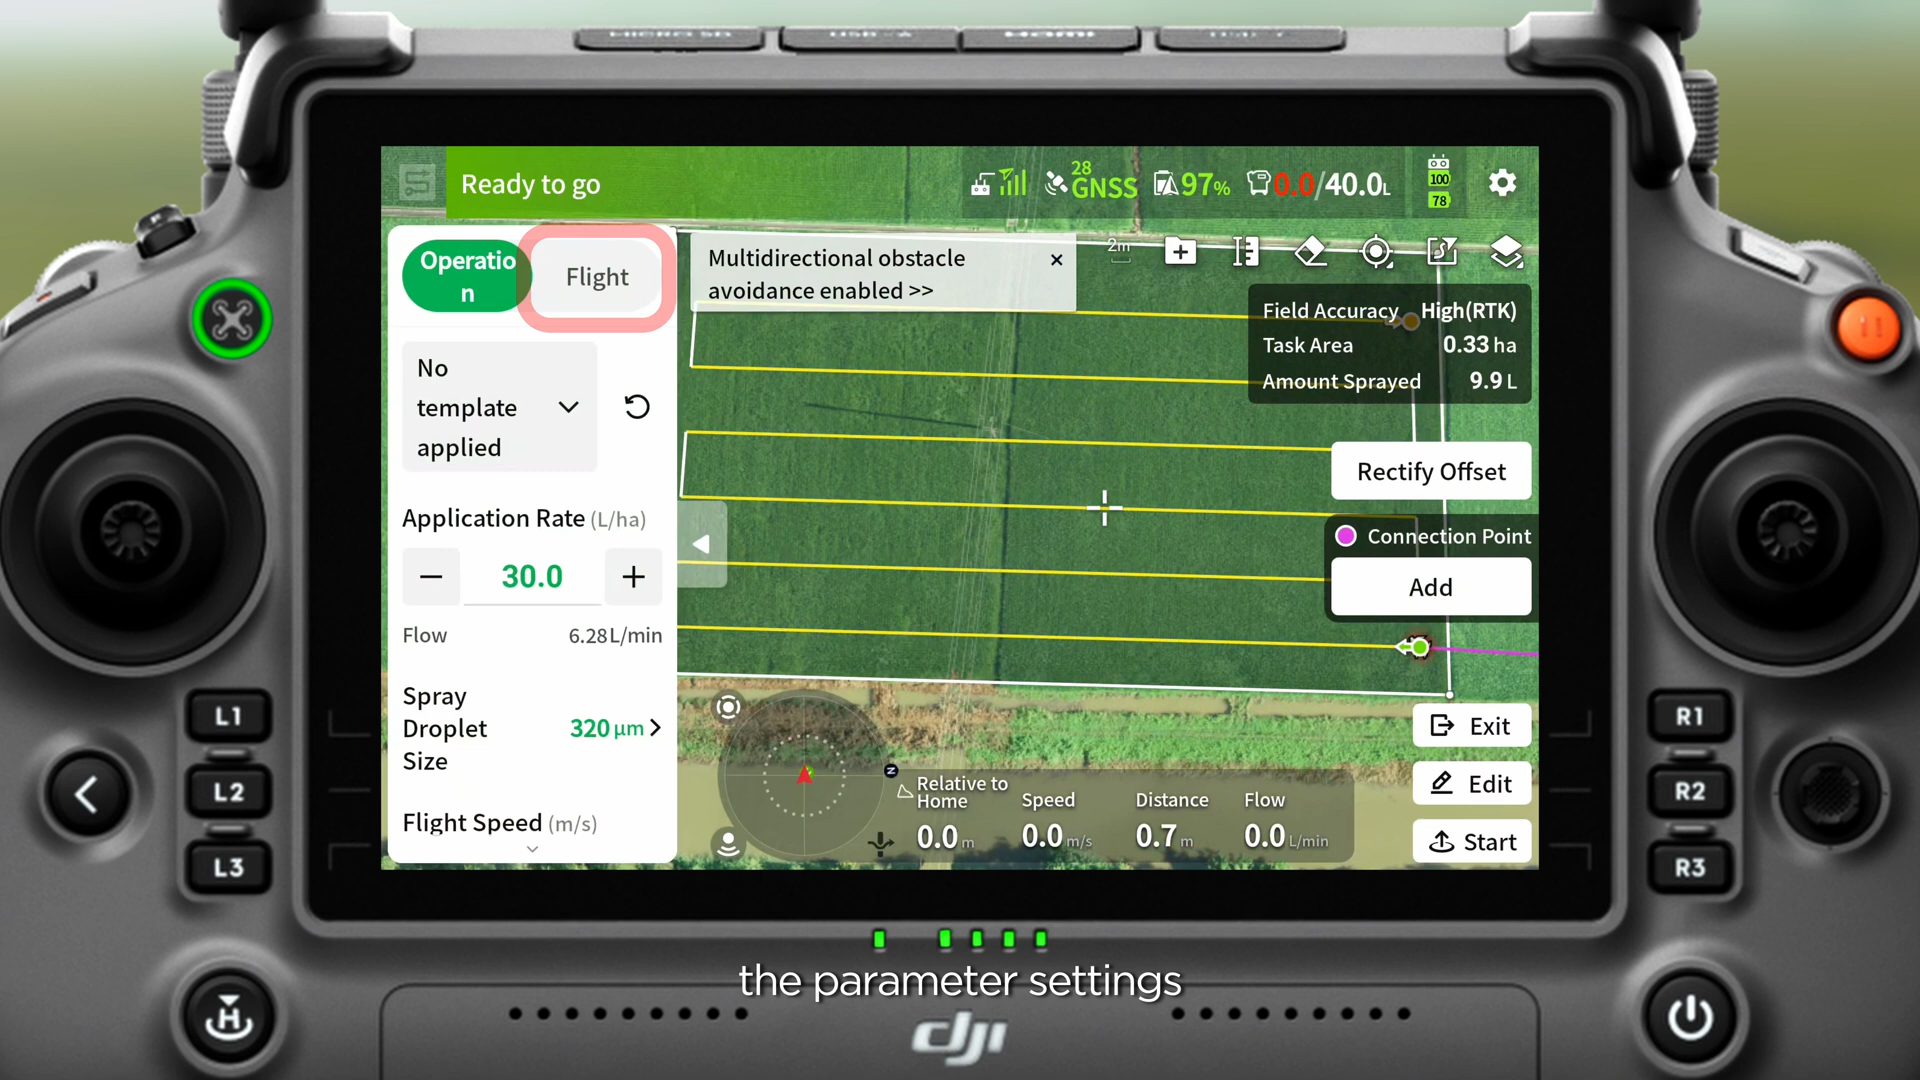 MICRO SD
USB-A
HDMI
Ready to go
28
GNSS
97%
0.0/40.0L
100
78
Operatio
n
Flight
Multidirectional obstacle
avoidance enabled >>
×
2m
Field Accuracy High(RTK)
Task Area 0.33 ha
Amount Sprayed 9.9 L
No
template
applied
Rectify Offset
Application Rate (L/ha)
30.0
Connection Point
Add
Flow 6.28L/min
Spray
Droplet
Size
320 μm
Flight Speed (m/s)
Z
Relative to
Home
0.0 m
Speed
0.0 m/s
Distance
0.7 m
Flow
0.0 L/min
Exit
Edit
Start
L1
L2
L3
R1
R2
R3
the parameter settings
H
dji